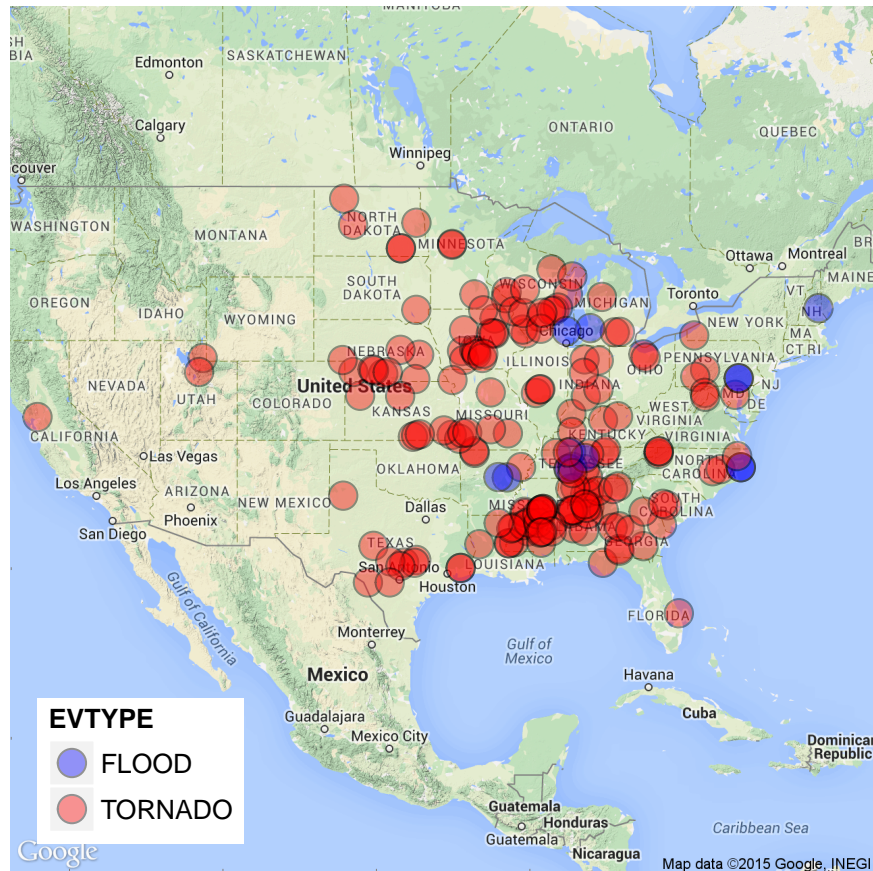 MANITOBA
SH
BIA
Edmonton
SASKATCHEWAN
Calgary
ONTARIO
QUEBEC
Winnipeg
couver
WASHINGTON
NORTH
DAKOTA
MONTANA
MINNESOTA
BR
Ottawa
Montreal
MAINE
SOUTH
DAKOTA
WISCONSIN
VT
OREGON
IDAHO
WYOMING
MICHIGAN
Toronto
NH
NEW YORK
MA
CT RI
Chicago
NEBRASKA
ILLINOIS
OHIO
PENNSYLVANIA
United States
INDIANA
NEVADA
UTAH
COLORADO
KANSAS
MISSOURI
MD
NJ
DE
WEST
VIRGINIA
CALIFORNIA
KENTUCKY
VIRGINIA
Las Vegas
OKLAHOMA
TENNESSEE
NORTH
CAROLINA
Los Angeles
ARIZONA
NEW MEXICO
Dallas
MISS
SOUTH
CAROLINA
Phoenix
San Diego
ABAMA
GEORGIA
TEXAS
San Antonio
LOUISIANA
Houston
Gulf of
California
FLORIDA
Monterrey
Gulf of
Mexico
Mexico
Havana
Cuba
EVTYPE
FLOOD
TORNADO
Guadalajara
Mexico City
Dominican
Republic
Guatemala
Honduras
Guatemala
Nicaragua
Caribbean Sea
Google
Map data ©2015 Google, INEGI